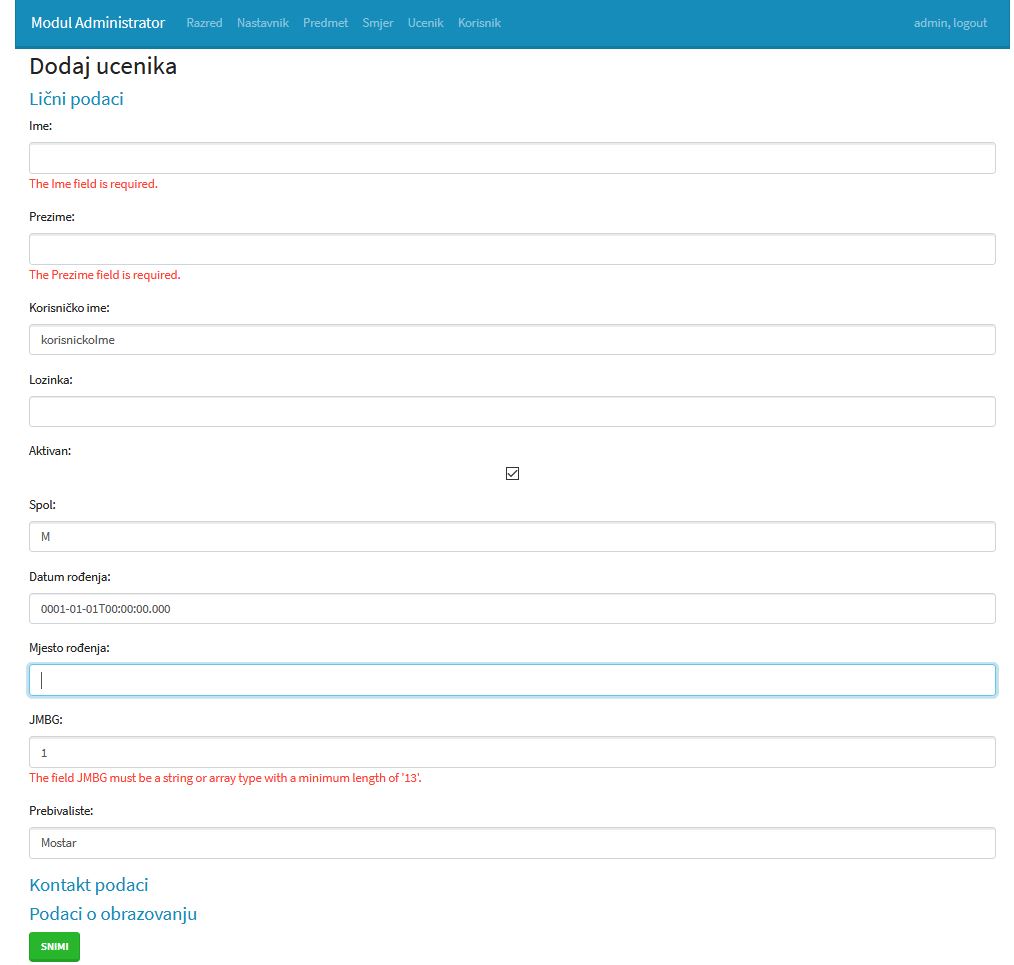 Modul Administrator Razred Nastavnik Predmet Smjer Ucenik Korisnik admin, logout
Dodaj ucenika
Lični podaci
Ime:
The Ime field is required.
Prezime:
The Prezime field is required.
Korisničko ime:
korisnickoIme
Lozinka:
Aktivan:
Spol:
M
Datum rođenja:
0001-01-01T00:00:00.000
Mjesto rođenja:
JMBG:
1
The field JMBG must be a string or array type with a minimum length of '13'.
Prebivaliste:
Mostar
Kontakt podaci
Podaci o obrazovanju
SNIMI